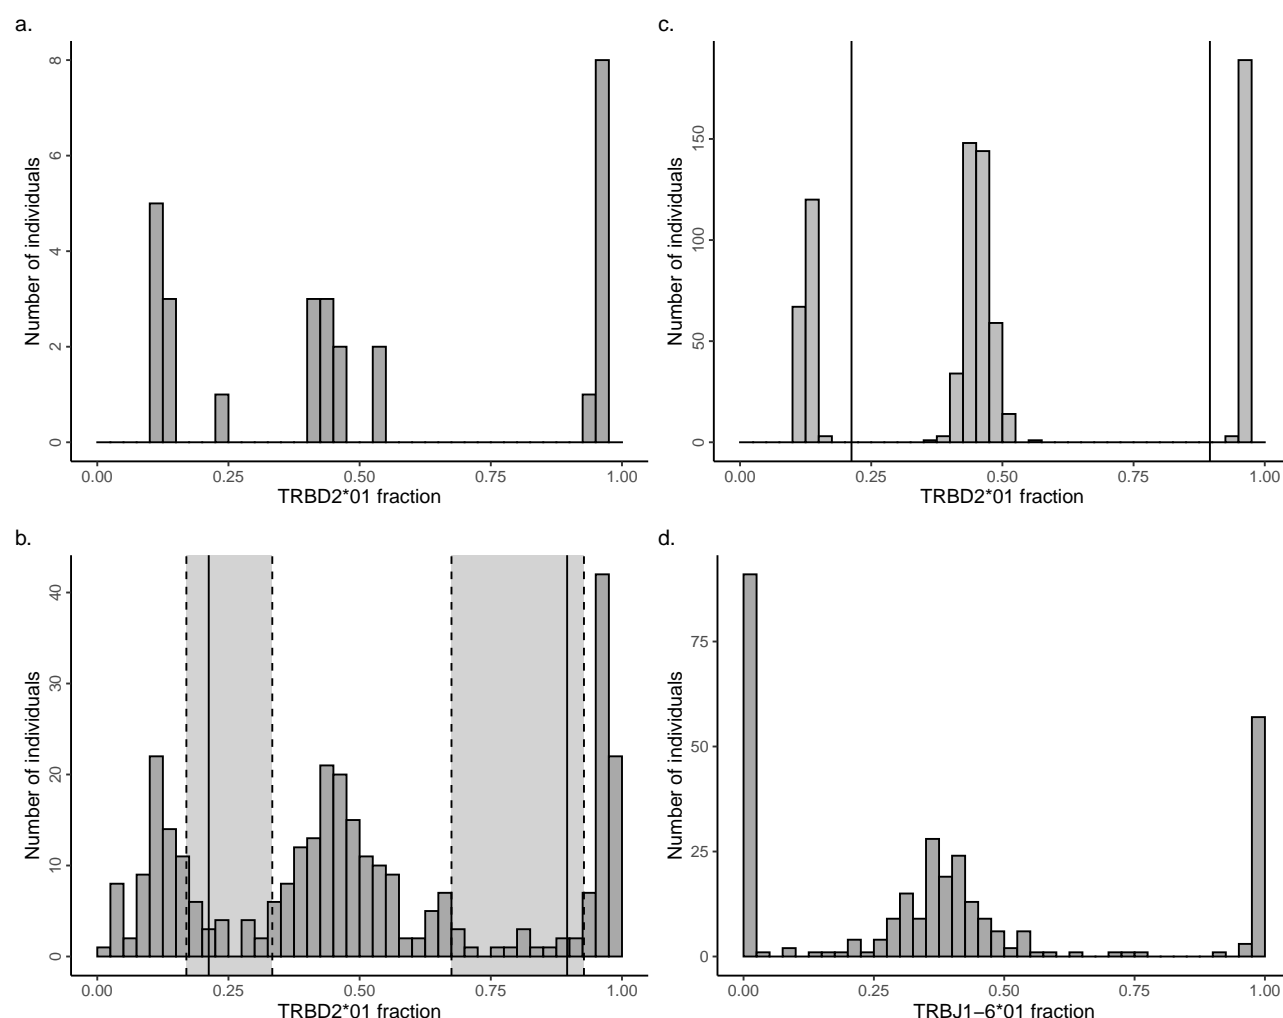 a.
Number of individuals
8
6
4
2
0
0.00 0.25 0.50 0.75 1.00
TRBD2*01 fraction
c.
Number of individuals
150
100
50
0
0.00 0.25 0.50 0.75 1.00
TRBD2*01 fraction
b.
Number of individuals
40
30
20
10
0
0.00 0.25 0.50 0.75 1.00
TRBD2*01 fraction
d.
Number of individuals
75
50
25
0
0.00 0.25 0.50 0.75 1.00
TRBJ1−6*01 fraction